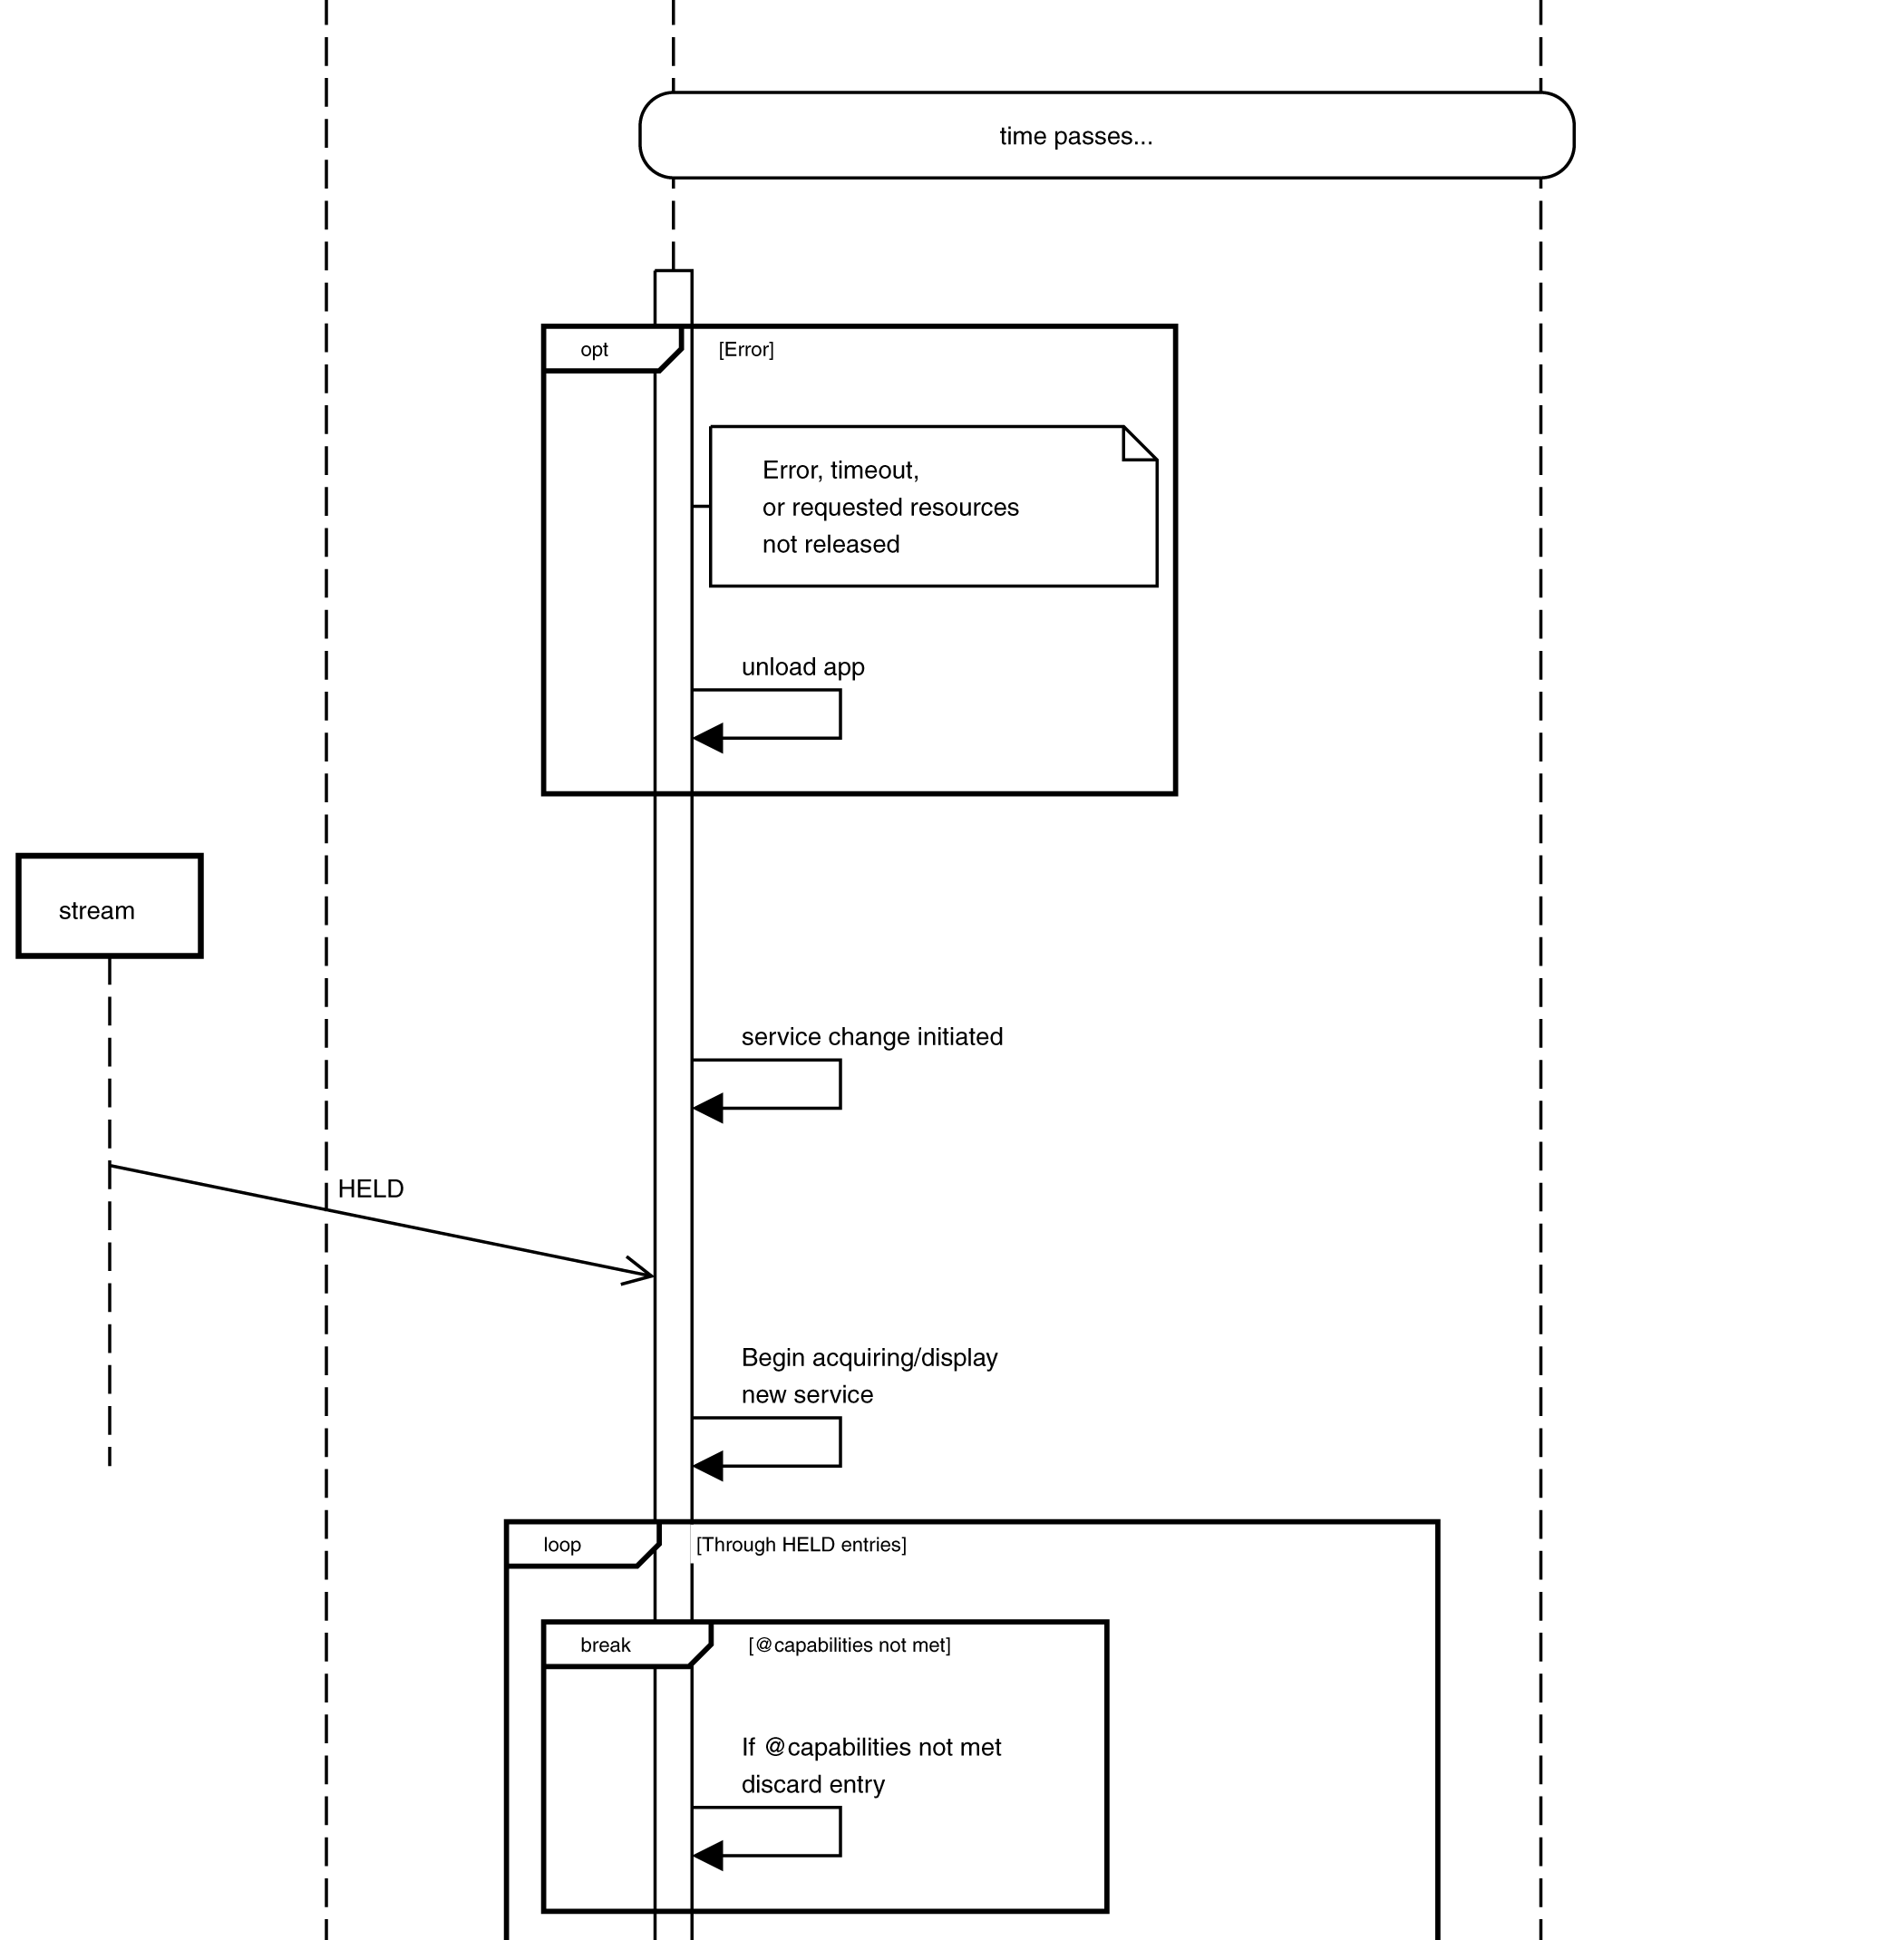 time passes...
opt
[Error]
Error, timeout,
or requested resources
not released
unload app
stream
service change initiated
HELD
Begin acquiring/display
new service
loop
[Through HELD entries]
break
[@capabilities not met]
If @capabilities not met
discard entry